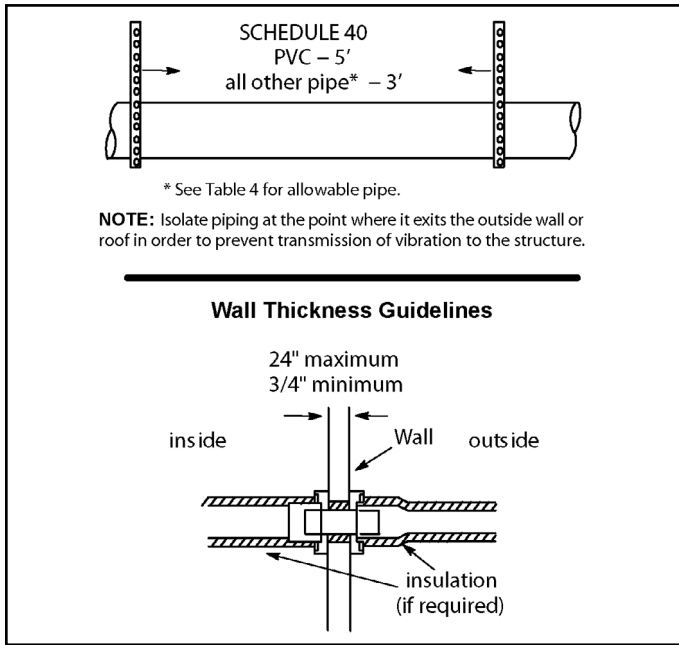 SCHEDULE 40
PVC – 5′
all other pipe* – 3′
* See Table 4 for allowable pipe.
NOTE: Isolate piping at the point where it exits the outside wall or
roof in order to prevent transmission of vibration to the structure.
Wall Thickness Guidelines
24" maximum
3/4" minimum
inside
Wall
outside
insulation
(if required)